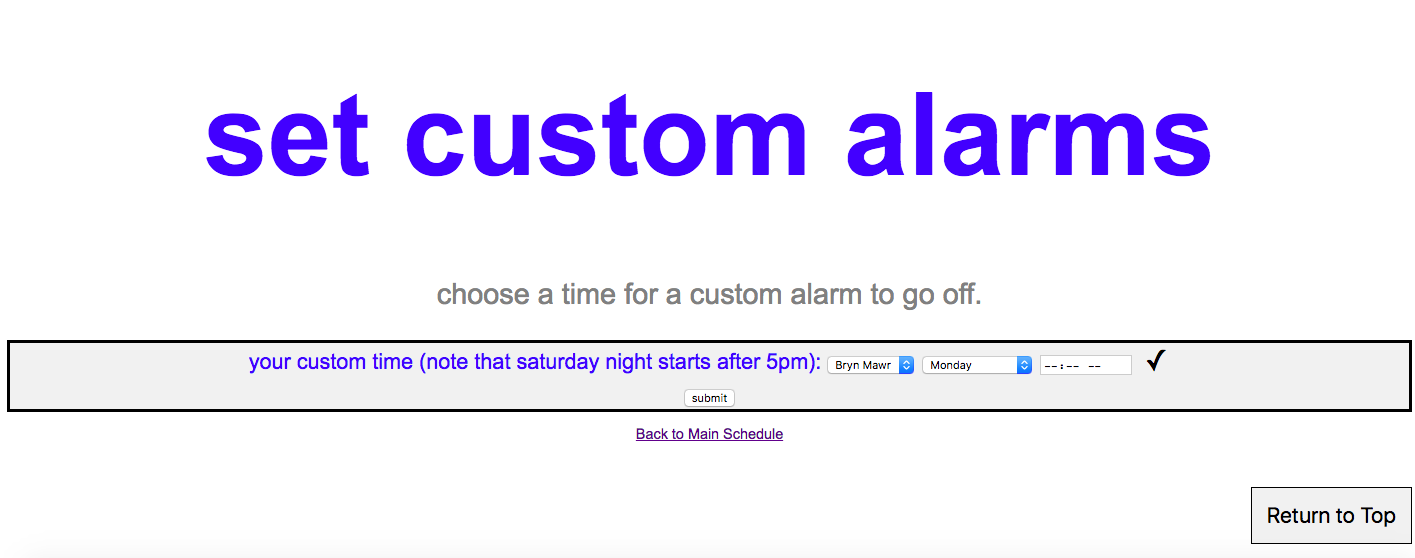 set custom alarms
choose a time for a custom alarm to go off.
your custom time (note that saturday night starts after 5pm): Bryn Mawr Monday --:-- -- ✓
submit
Back to Main Schedule
Return to Top